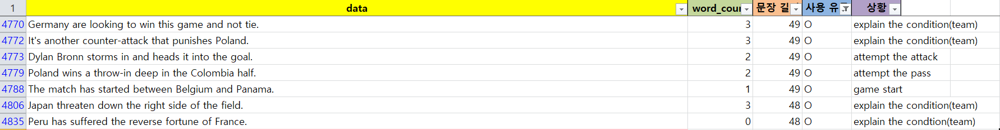 1 data word_cou 문장 길 사용 유 상황
4770 Germany are looking to win this game and not tie. 3 49 O explain the condition(team)
4772 It's another counter-attack that punishes Poland. 3 49 O explain the condition(team)
4773 Dylan Bronn storms in and heads it into the goal. 2 49 O attempt the attack
4779 Poland wins a throw-in deep in the Colombia half. 2 49 O attempt the pass
4788 The match has started between Belgium and Panama. 1 49 O game start
4806 Japan threaten down the right side of the field. 3 48 O explain the condition(team)
4835 Peru has suffered the reverse fortune of France. 0 48 O explain the condtion(team)